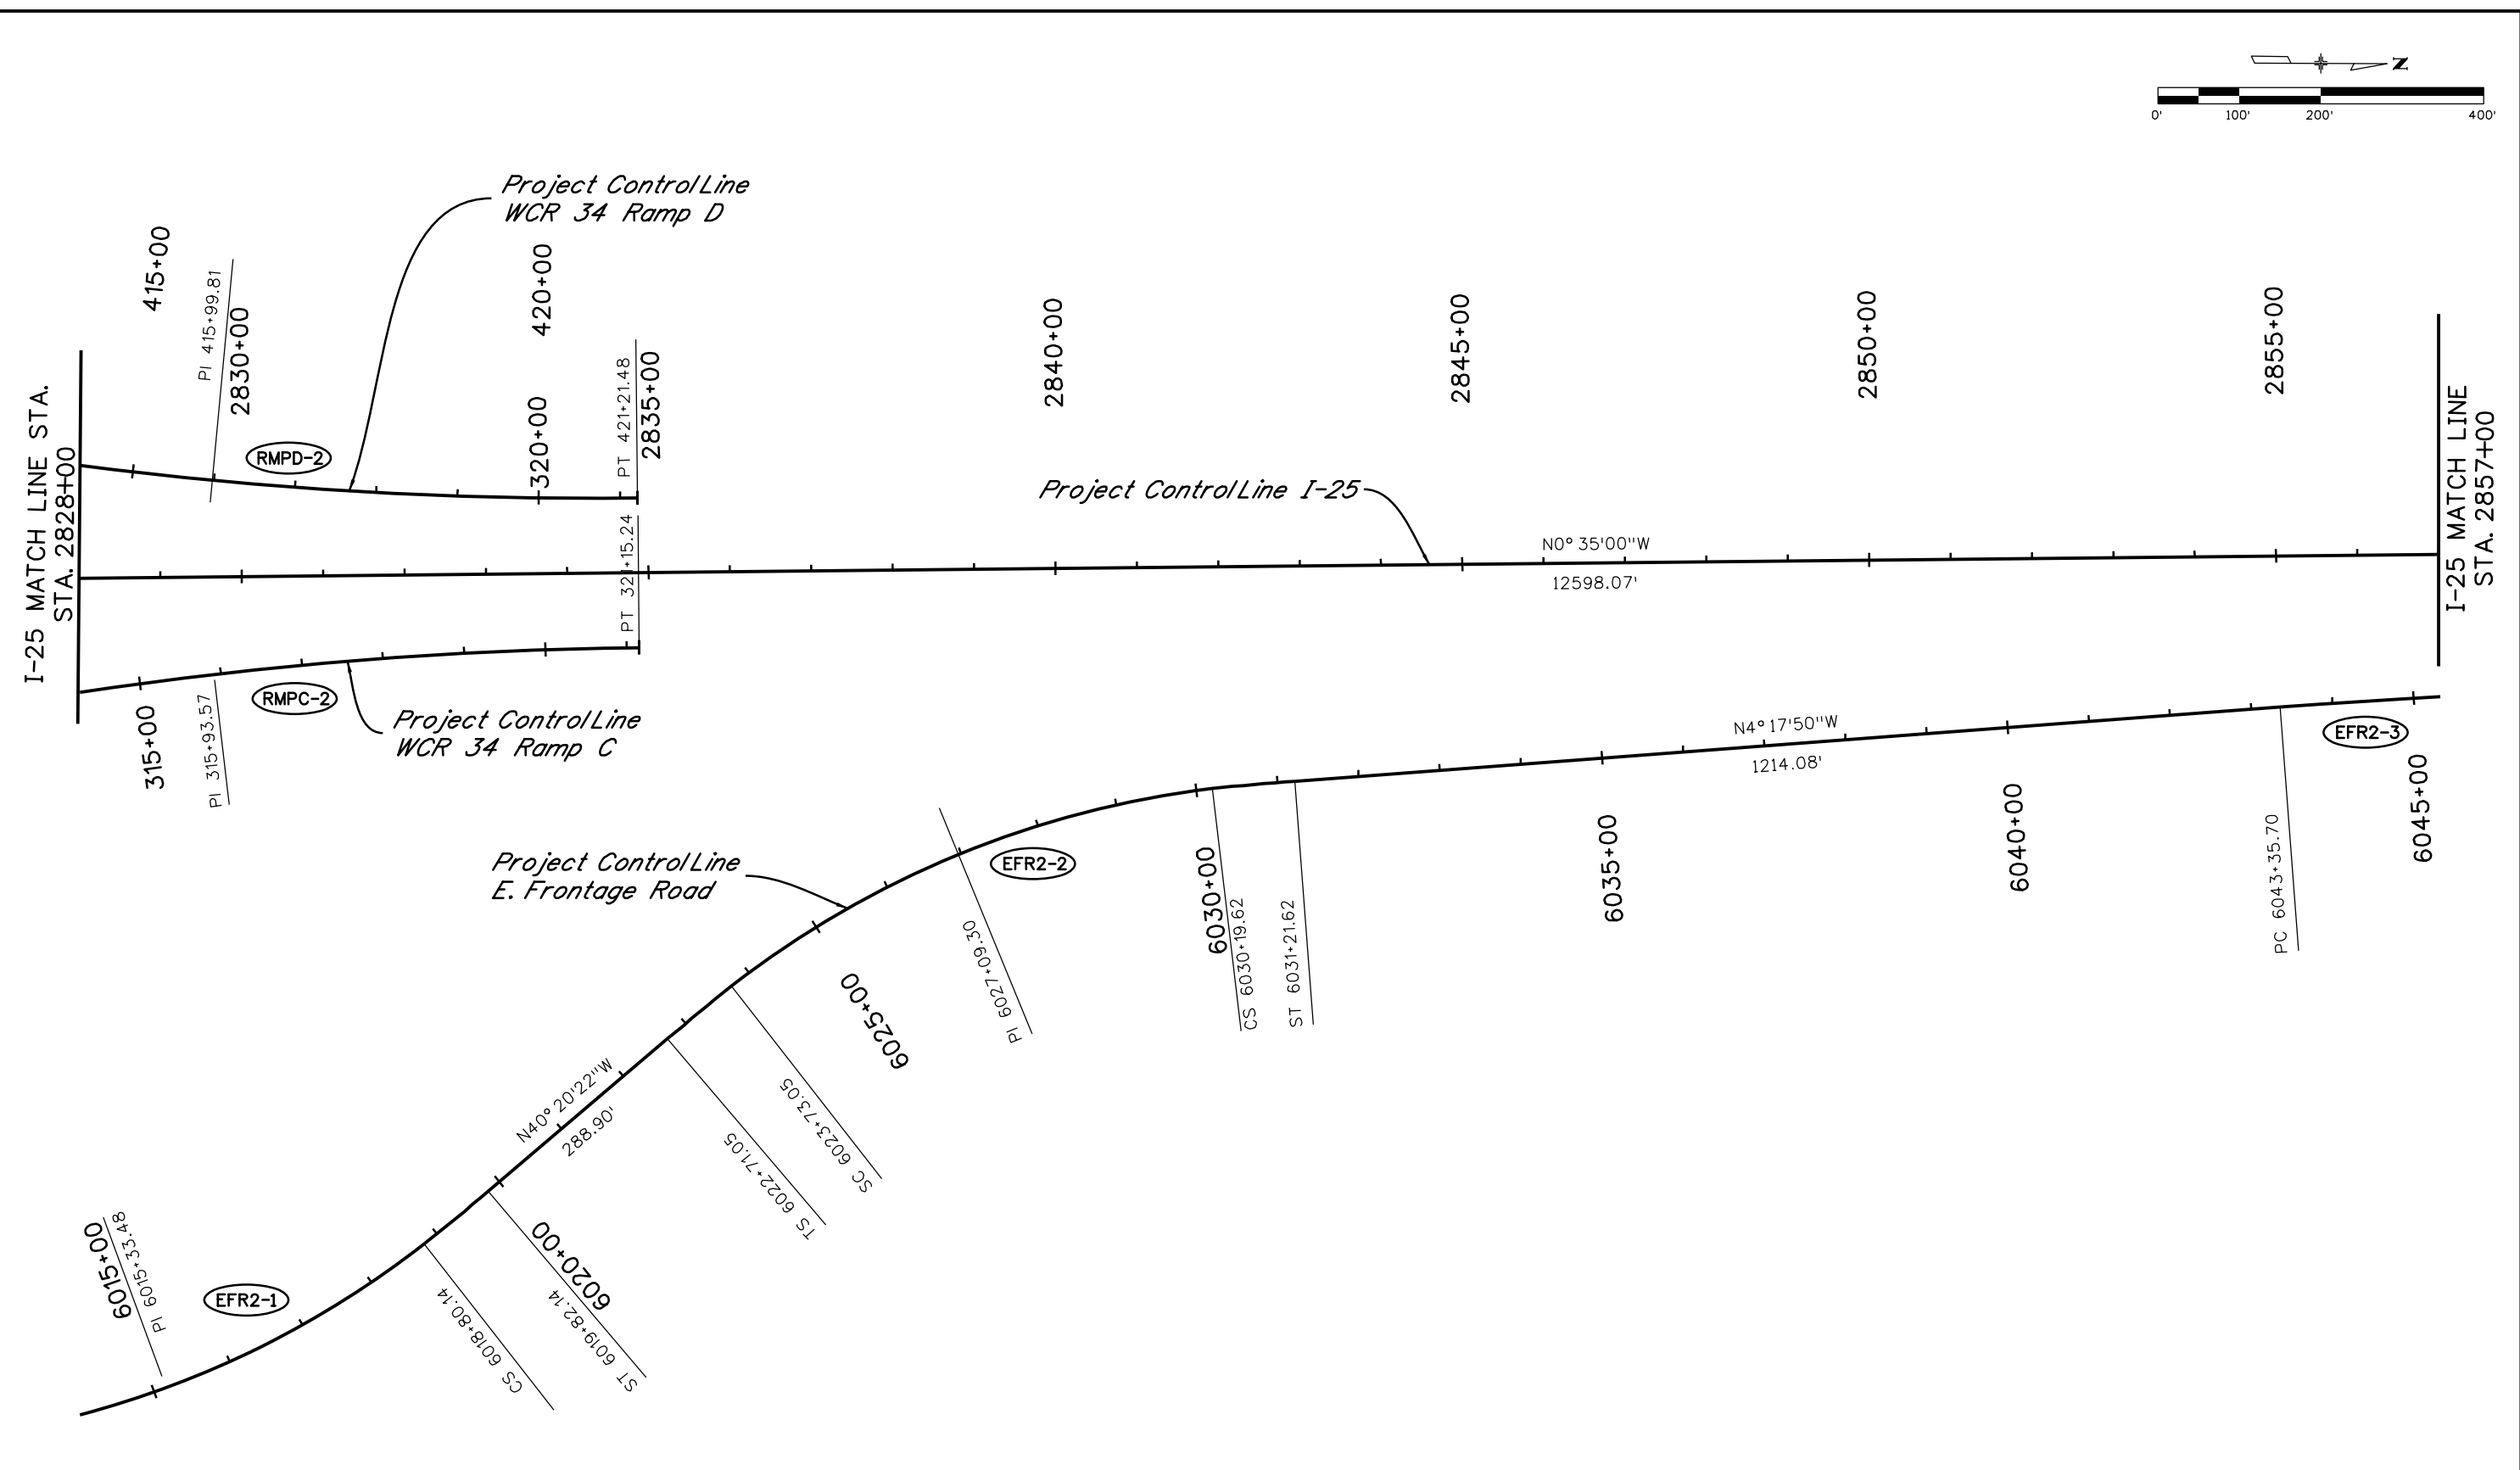 N
0'
100'
200'
400'
Project Control Line
WCR 34 Ramp D
415+00
PI 415+99.81
2830+00
420+00
320+00
PT 421+21.48
2835+00
2840+00
2845+00
2850+00
2855+00
I-25 MATCH LINE STA.
STA. 2828+00
RMPD-2
Project Control Line I-25
N0° 35'00"W
12598.07'
I-25 MATCH LINE
STA. 2857+00
PT 321+15.24
RMPC-2
315+00
PI 315+93.57
Project Control Line
WCR 34 Ramp C
N4° 17'50"W
1214.08'
EFR2-3
6045+00
Project Control Line
E. Frontage Road
EFR2-2
6030+00
CS 6030+19.62
ST 6031+21.62
6035+00
6040+00
PC 6043+35.70
PI 6027+09.30
6025+00
SC 6023+73.05
TS 6022+71.05
N40° 20'22"W
288.90'
6020+00
ST 6019+82.14
CS 6018+80.14
6015+00
PI 6015+33.48
EFR2-1